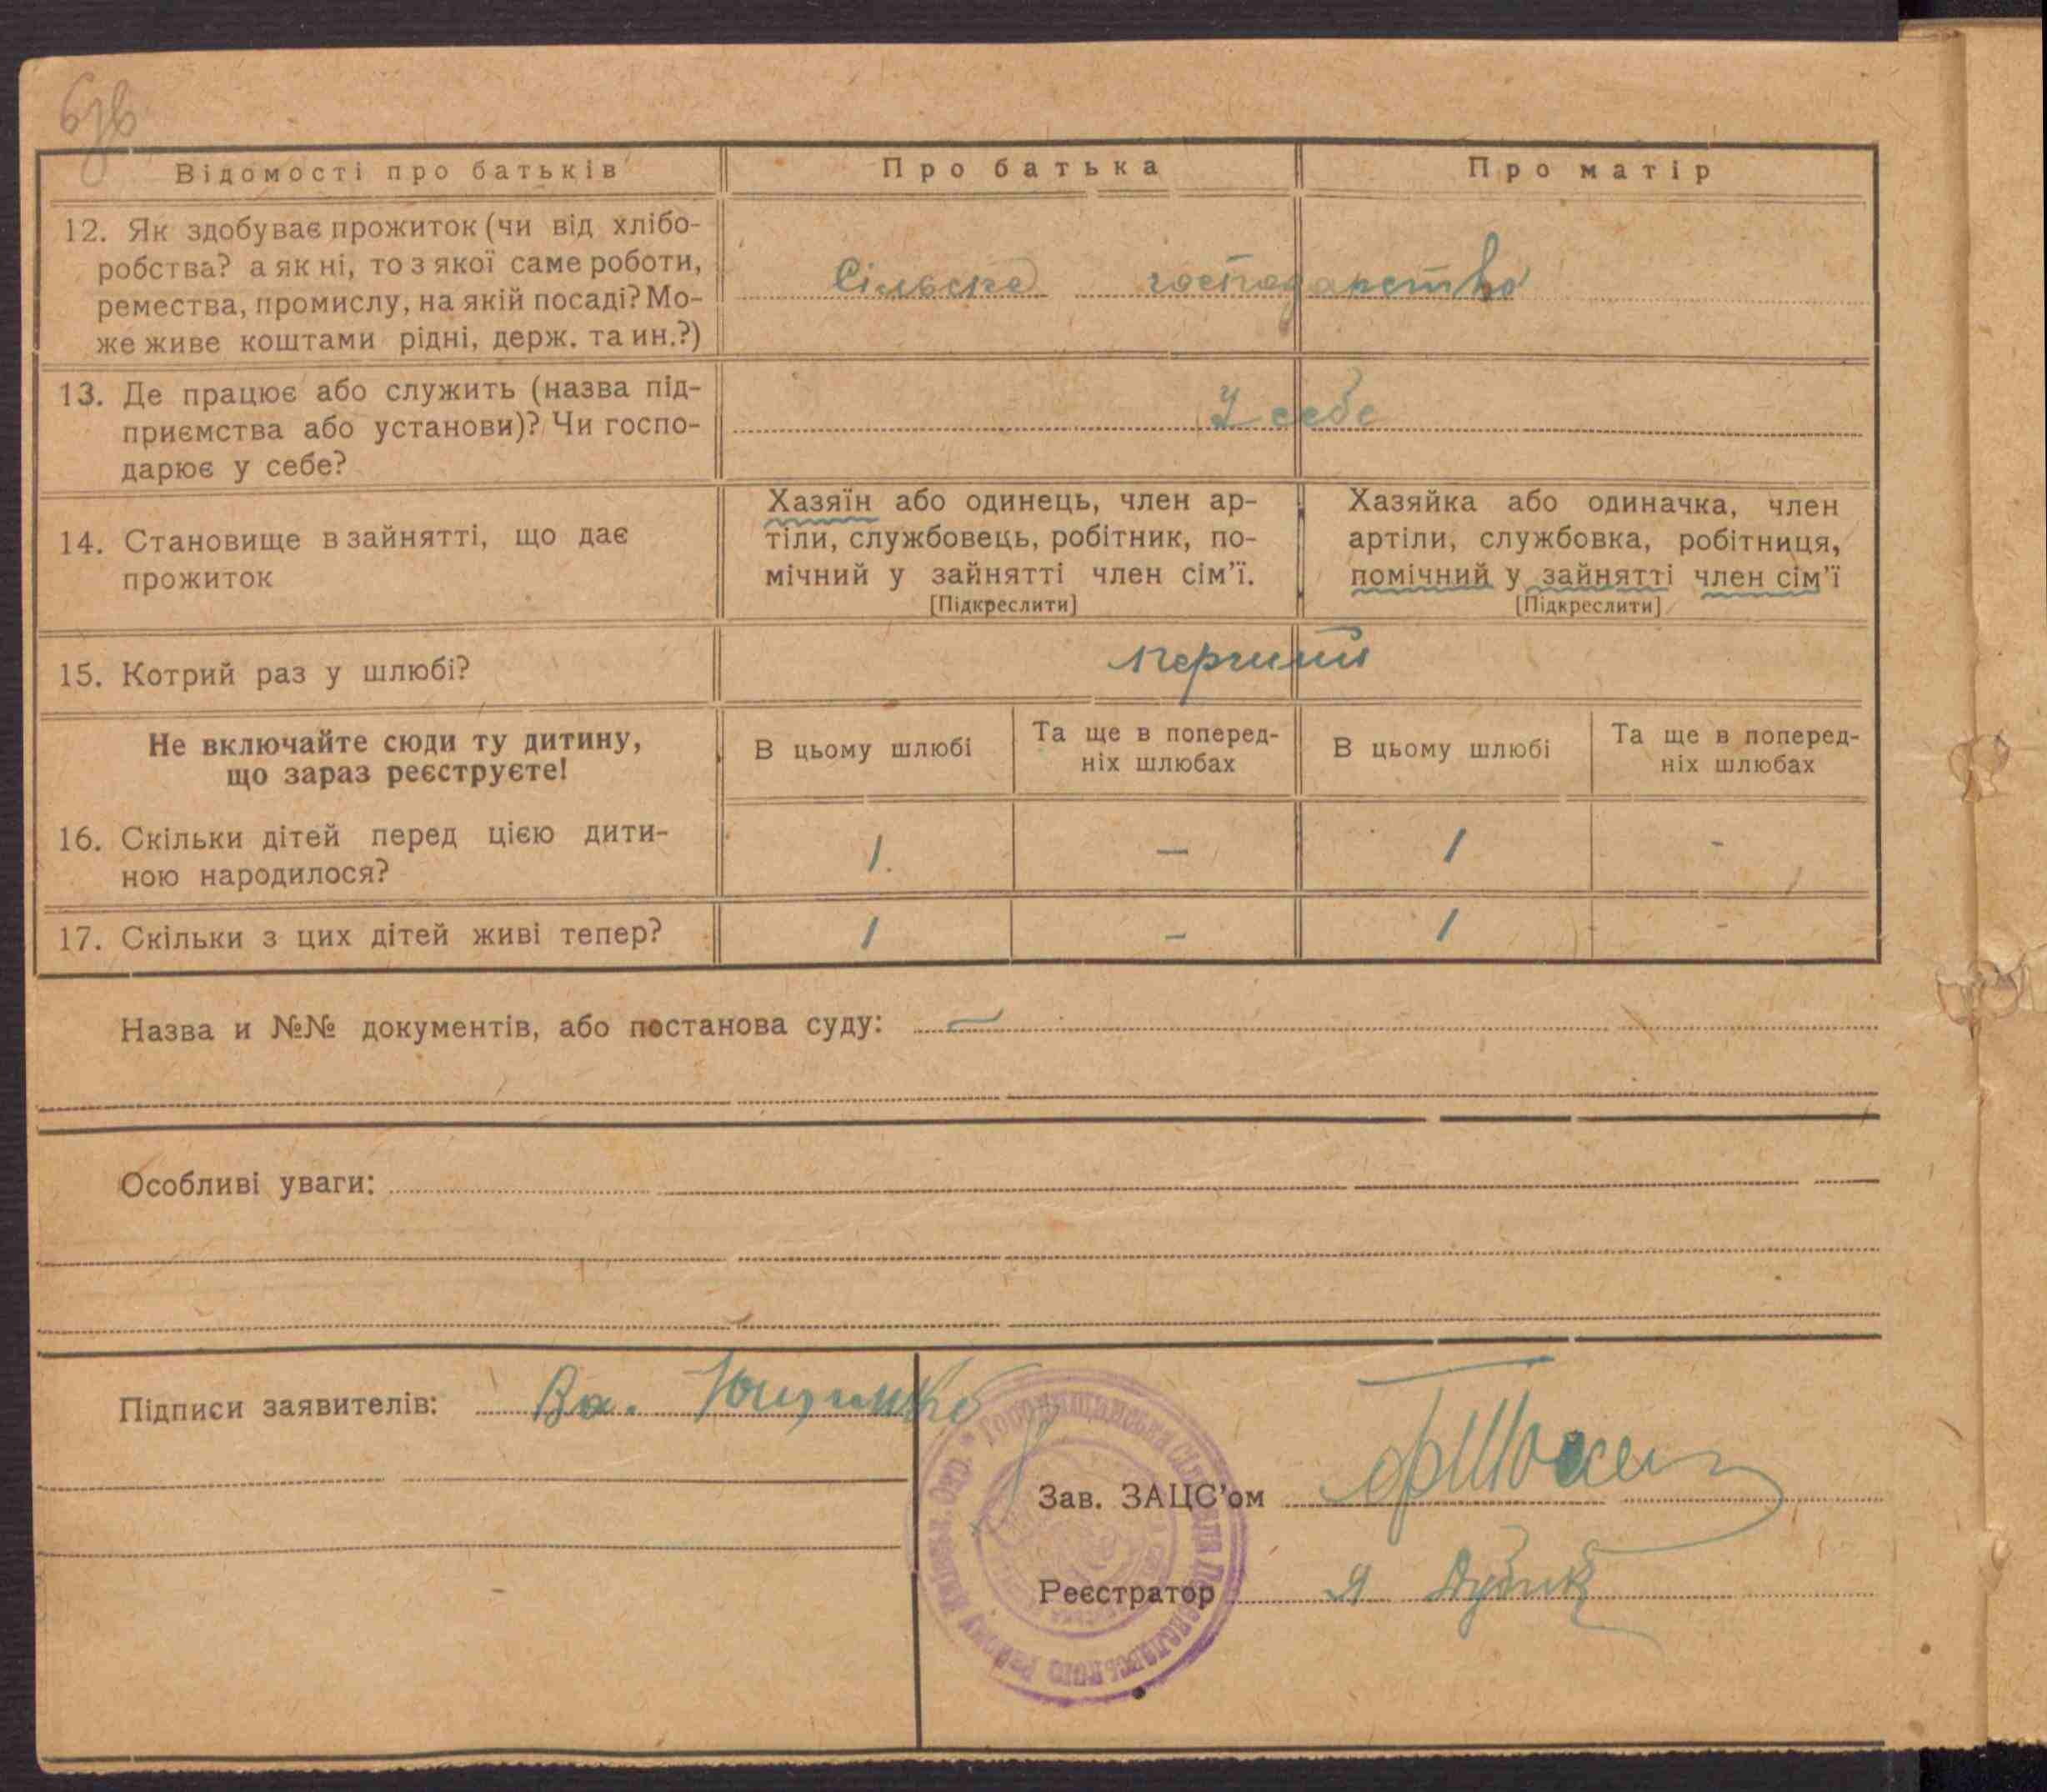 Відомості про батьків
Про батька
Про матір
12. Як здобуває прожиток (чи від хлібо-
робства? а як ні, то з якої саме роботи,
ремества, промислу, на якій посаді? Мо-
же живе коштами рідні, держ. та ин.?)
Сільске господарство
13. Де працює або служить (назва під-
приємства або установи)? Чи госпо-
дарює у себе?
У себе
14. Становище в зайнятті, що дає
прожиток
Хазяїн або одинець, член ар-
тіли, службовець, робітник, по-
мічний у зайнятті член сім'ї.
[Підкреслити]
Хазяйка або одиначка, член
артіли, службовка, робітниця,
помічний у зайнятті член сім'ї
[Підкреслити]
15. Котрий раз у шлюбі?
перший
Не включайте сюди ту дитину,
що зараз реєструєте!
В цьому шлюбі
Та ще в поперед-
ніх шлюбах
В цьому шлюбі
Та ще в поперед-
ніх шлюбах
16. Скільки дітей перед цією дити-
ною народилося?
1 — 1 -
17. Скільки з цих дітей живі тепер?
1 - 1 -
Назва и №№ документів, або постанова суду: —
Особливі уваги:
Підписи заявителів:
Зав. ЗАЦС'ом
Реєстратор Я